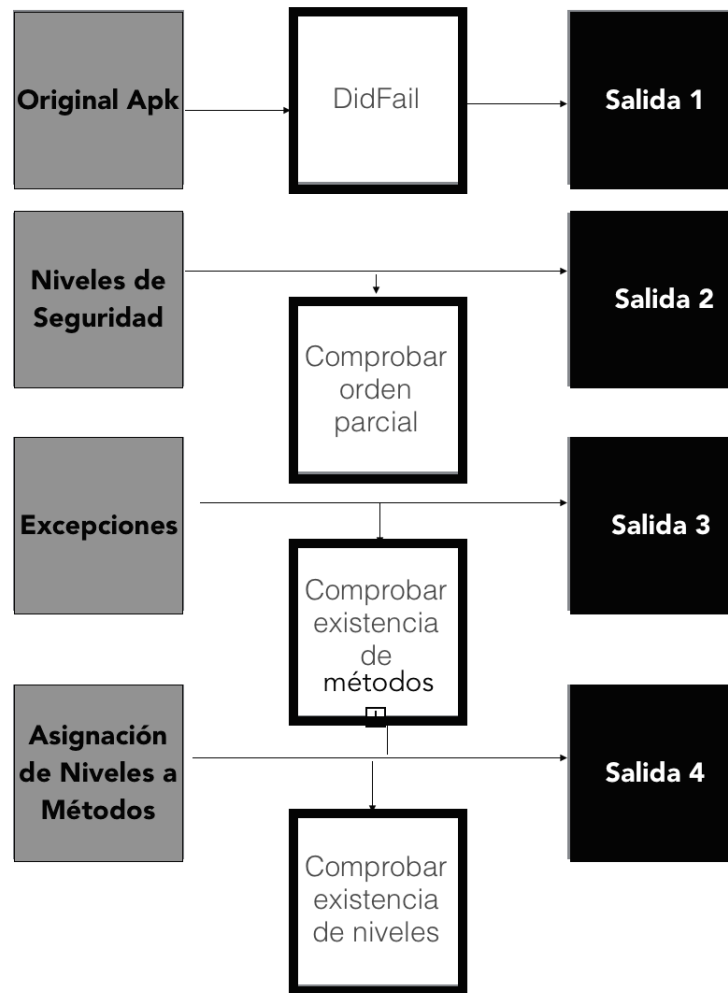 Original Apk
DidFail
Salida 1
Niveles de
Seguridad
Salida 2
Comprobar
orden
parcial
Excepciones
Salida 3
Comprobar
existencia
de
métodos
Asignación
de Niveles a
Métodos
Salida 4
Comprobar
existencia
de niveles